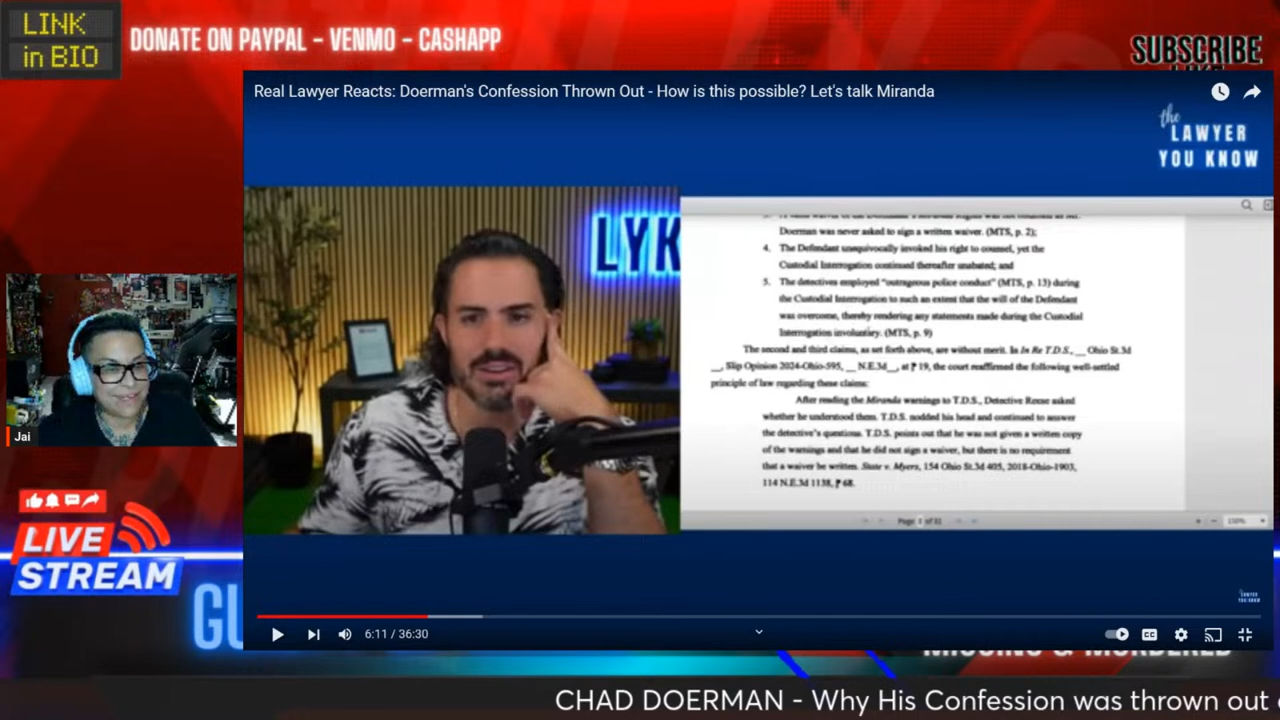 LINK
in BIO
DONATE ON PAYPAL - VENMO - CASHAPP
SUBSCRIBE
Real Lawyer Reacts: Doerman's Confession Thrown Out - How is this possible? Let's talk Miranda
the
LAWYER
YOU KNOW
LYK
Doerman was never asked to sign a written waiver. (MTS, p. 2);
4. The Defendant unequivocally invoked his right to counsel, yet the
Custodial Interrogation continued thereafter unabated; and
5. The detectives employed "outrageous police conduct" (MTS, p. 13) during
the Custodial Interrogation to such an extent that the will of the Defendant
was overcome, thereby rendering any statements made during the Custodial
Interrogation involuntary. (MTS, p. 9)
The second and third claims, as set forth above, are without merit. In In Re T.D.S., __ Ohio St.3d
__, Slip Opinion 2024-Ohio-595, __ N.E.3d__, at ¶ 19, the court reaffirmed the following well-settled
principle of law regarding these claims:
After reading the Miranda warnings to T.D.S., Detective Reese asked
whether he understood them. T.D.S. nodded his head and continued to answer
the detective's questions. T.D.S. points out that he was not given a written copy
of the warnings and that he did not sign a waiver, but there is no requirement
that a waiver be written. State v. Myers, 154 Ohio St.3d 405, 2018-Ohio-1903,
114 N.E.3d 1138, ¶ 68.
Jai
LIVE
STREAM
GU
6:11 / 36:30
CC
MISSING & MURDERED
CHAD DOERMAN - Why His Confession was thrown out